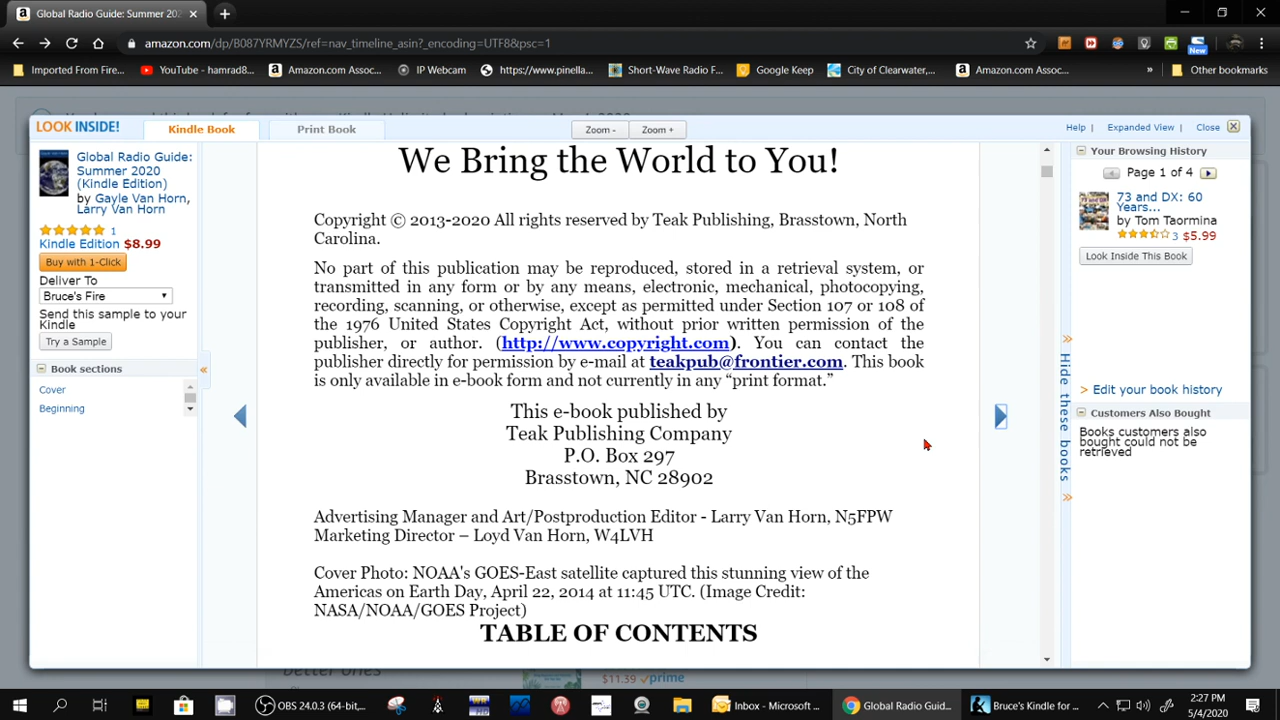 Global Radio Guide: Summer 202
amazon.com/dp/B087YRMYZS/ref=nav_timeline_asin?_encoding=UTF8&psc=1
New
Imported From Fire...
YouTube - hamrad8...
Amazon.com Assoc...
IP Webcam
https://www.pinella...
Short-Wave Radio F...
Google Keep
City of Clearwater,...
Amazon.com Assoc...
»
Other bookmarks
LOOK INSIDE!
Kindle Book
Print Book
Zoom -
Zoom +
Help |
Expanded View |
Close
Global Radio Guide:
Summer 2020
(Kindle Edition)
by Gayle Van Horn,
Larry Van Horn
1
Kindle Edition $8.99
Buy with 1-Click
Deliver To
Bruce's Fire
Send this sample to your
Kindle
Try a Sample
Book sections
Cover
Beginning
«
We Bring the World to You!
Copyright © 2013-2020 All rights reserved by Teak Publishing, Brasstown, North
Carolina.
No part of this publication may be reproduced, stored in a retrieval system, or
transmitted in any form or by any means, electronic, mechanical, photocopying,
recording, scanning, or otherwise, except as permitted under Section 107 or 108 of
the 1976 United States Copyright Act, without prior written permission of the
publisher, or author. (http://www.copyright.com). You can contact the
publisher directly for permission by e-mail at teakpub@frontier.com. This book
is only available in e-book form and not currently in any “print format.”
This e-book published by
Teak Publishing Company
P.O. Box 297
Brasstown, NC 28902
Advertising Manager and Art/Postproduction Editor - Larry Van Horn, N5FPW
Marketing Director – Loyd Van Horn, W4LVH
Cover Photo: NOAA's GOES-East satellite captured this stunning view of the
Americas on Earth Day, April 22, 2014 at 11:45 UTC. (Image Credit:
NASA/NOAA/GOES Project)
TABLE OF CONTENTS
»
Hide these books
»
Your Browsing History
Page 1 of 4
73 and DX: 60
Years...
by Tom Taormina
3 $5.99
Look Inside This Book
> Edit your book history
Customers Also Bought
Books customers also
bought could not be
retrieved
better ones
$11.39 prime
OBS 24.0.3 (64-bit,...
Inbox - Microsoft ...
Global Radio Guid...
Bruce's Kindle for ...
2:27 PM
5/4/2020